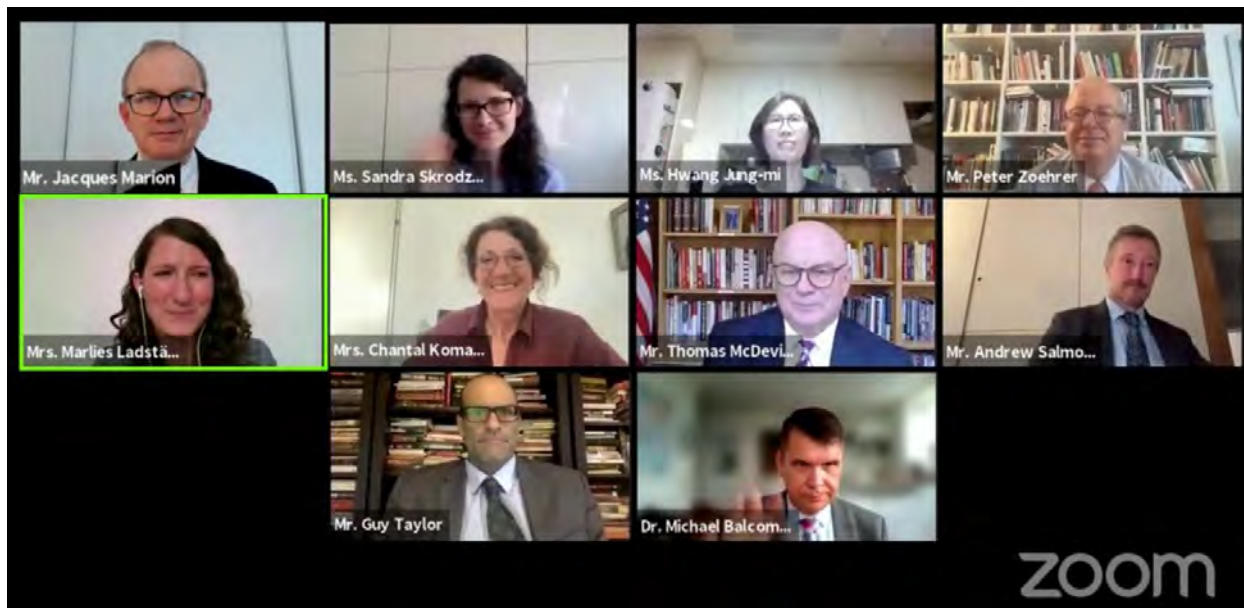 Mr. Jacques Marion
Ms. Sandra Skrodz...
Ms. Hwang Jung-mi
Mr. Peter Zoehrer
Mrs. Marlies Ladstä...
Mrs. Chantal Koma...
Mr. Thomas McDevi...
Mr. Andrew Salmo...
Mr. Guy Taylor
Dr. Michael Balcom...
zoom